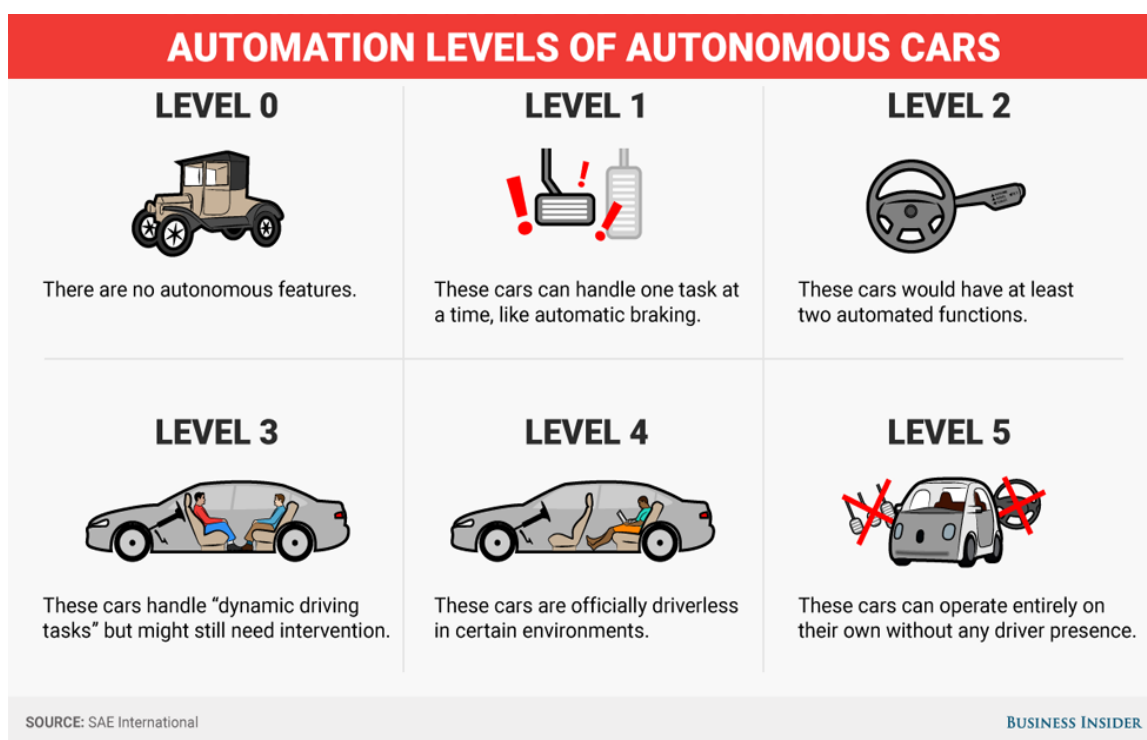 AUTOMATION LEVELS OF AUTONOMOUS CARS
LEVEL 0
There are no autonomous features.
LEVEL 1
These cars can handle one task at
a time, like automatic braking.
LEVEL 2
These cars would have at least
two automated functions.
LEVEL 3
These cars handle “dynamic driving
tasks” but might still need intervention.
LEVEL 4
These cars are officially driverless
in certain environments.
LEVEL 5
These cars can operate entirely on
their own without any driver presence.
SOURCE: SAE International
BUSINESS INSIDER